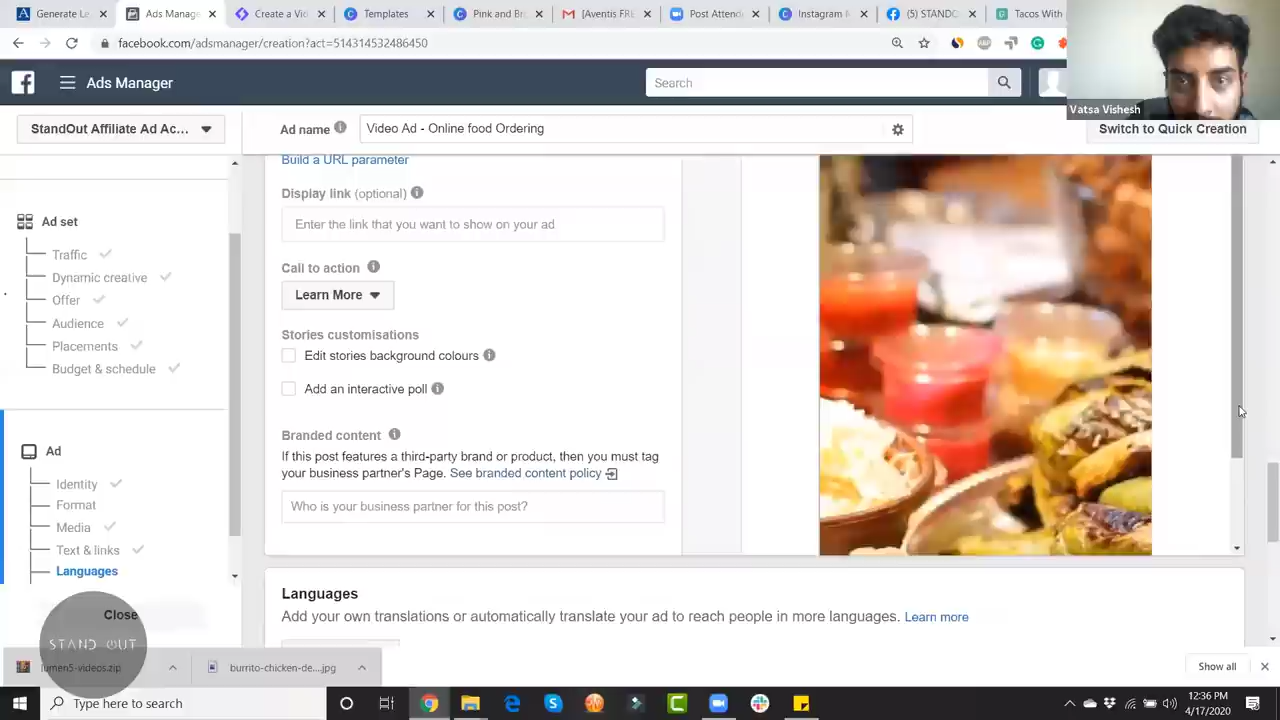 Generate Le
Ads Manager
Create a Vi
Templates
Pink and Br
[Aventis FRE
Post Attend
Instagram R
(5) STANDO
Tacos With
facebook.com/adsmanager/creation?act=514314532486450
Ads Manager
Search
Vatsa Vishesh
StandOut Affiliate Ad Ac...
Ad name
Video Ad - Online food Ordering
Switch to Quick Creation
Build a URL parameter
Display link (optional)
Enter the link that you want to show on your ad
Call to action
Learn More
Stories customisations
Edit stories background colours
Add an interactive poll
Branded content
If this post features a third-party brand or product, then you must tag
your business partner's Page. See branded content policy
Who is your business partner for this post?
Ad set
Traffic
Dynamic creative
Offer
Audience
Placements
Budget & schedule
Ad
Identity
Format
Media
Text & links
Languages
Close
STAND OUT
Languages
Add your own translations or automatically translate your ad to reach people in more languages. Learn more
lumen5-videos.zip
burrito-chicken-de....jpg
Show all
Type here to search
12:36 PM
4/17/2020